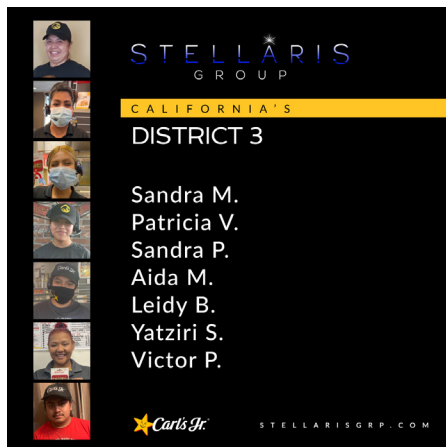 STELLARIS
GROUP
CALIFORNIA'S
DISTRICT 3
Sandra M.
Patricia V.
Sandra P.
Aida M.
Leidy B.
Yatziri S.
Victor P.
Carl's Jr.
STELLARISGRP.COM